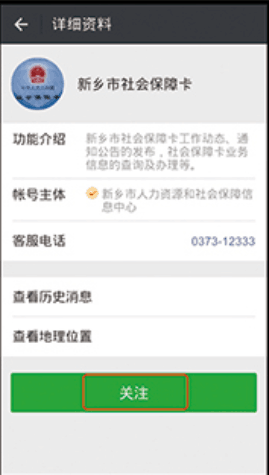 详细资料
新乡市社会保障卡
功能介绍
新乡市社会保障卡工作动态、通
知公告的发布，社会保障卡业务
信息的查询及办理等。
帐号主体
新乡市人力资源和社会保障信
息中心
客服电话
0373-12333
查看历史消息
查看地理位置
关注